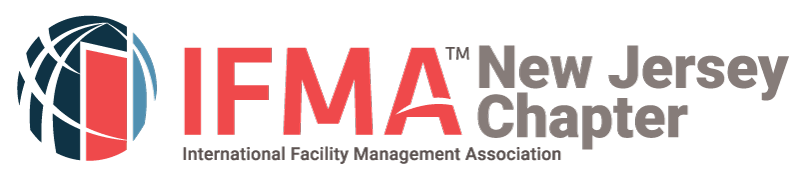 IFMA™ New Jersey
Chapter
International Facility Management Association